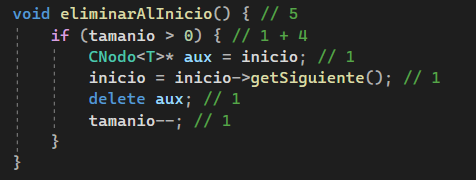 void eliminarAlInicio() { // 5
if (tamanio > 0) { // 1 + 4
CNodo<T>* aux = inicio; // 1
inicio = inicio->getSiguiente(); // 1
delete aux; // 1
tamanio--; // 1
}
}